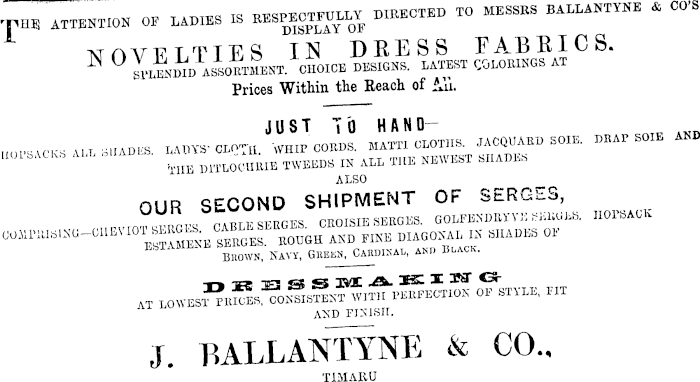 THE ATTENTION OF LADIES IS RESPECTFULLY DIRECTED TO MESSRS BALLANTYNE & CO'S
DISPLAY OF
NOVELTIES IN DRESS FABRICS.
SPLENDID ASSORTMENT. CHOICE DESIGNS. LATEST COLORINGS AT
Prices Within the Reach of All.
JUST TO HAND—
HOPSACKS ALL SHADES. LADYS' CLOTH. WHIP CORDS. MATTI CLOTHS. JACQUARD SOIE. DRAP SOIE AND
THE DITLOCURIE TWEEDS IN ALL THE NEWEST SHADES
ALSO
OUR SECOND SHIPMENT OF SERGES,
COMPRISING—CHEVIOT SERGES. CABLE SERGES. CROISIE SERGES. GOLFENDRYVE SERGES. HOPSACK
ESTAMENE SERGES. ROUGH AND FINE DIAGONAL IN SHADES OF
BROWN, NAVY, GREEN, CARDINAL, AND BLACK.
DRESSMAKING
AT LOWEST PRICES, CONSISTENT WITH PERFECTION OF STYLE, FIT
AND FINISH.
J. BALLANTYNE & CO.,
TIMARU